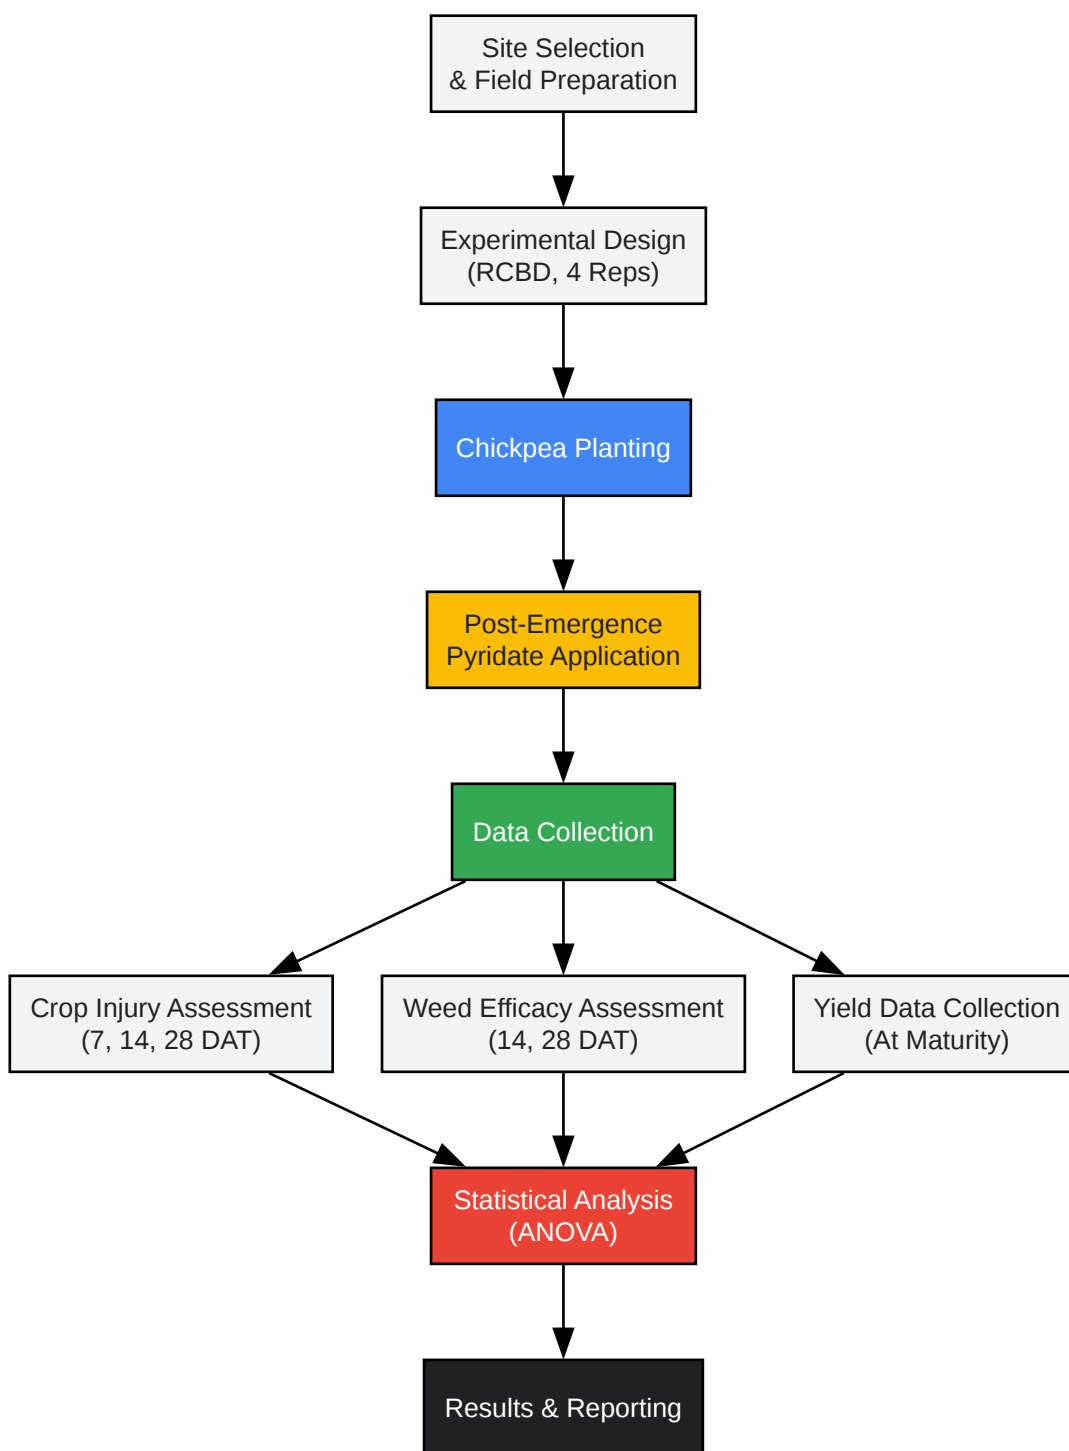 Site Selection
& Field Preparation
Experimental Design
(RCBD, 4 Reps)
Chickpea Planting
Post-Emergence
Pyridate Application
Data Collection
Crop Injury Assessment
(7, 14, 28 DAT)
Weed Efficacy Assessment
(14, 28 DAT)
Yield Data Collection
(At Maturity)
Statistical Analysis
(ANOVA)
Results & Reporting